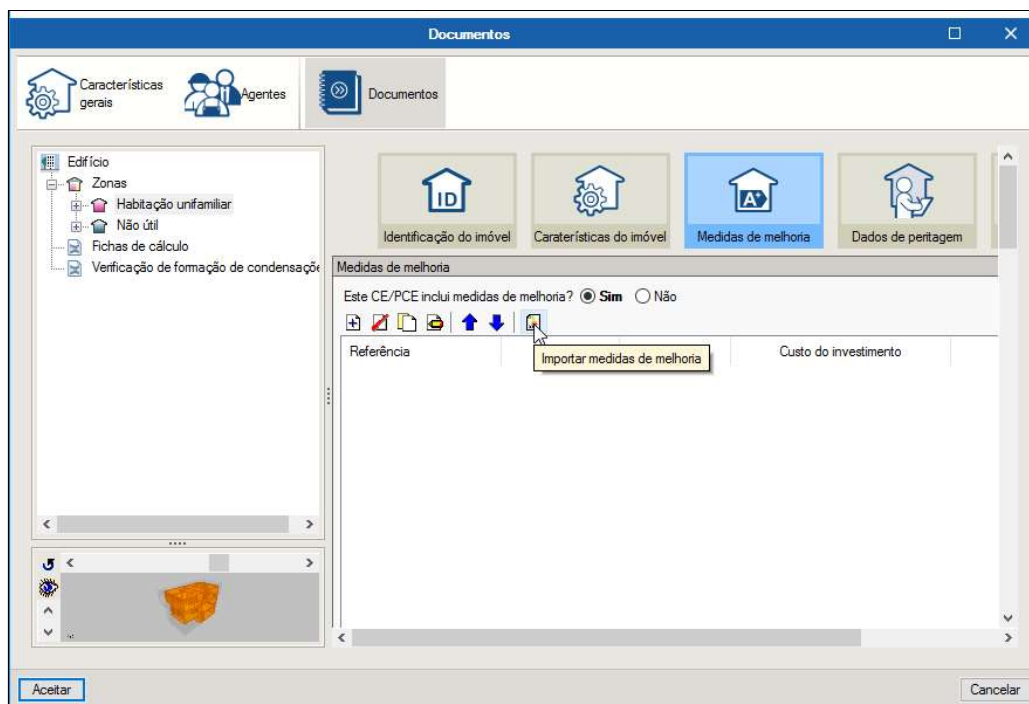 Documentos
Características
gerais
Agentes
Documentos
Edifício
Zonas
Habitação unifamiliar
Não útil
Fichas de cálculo
Verificação de formação de condensaçõe
ID
Identificação do imóvel
Caraterísticas do imóvel
A+
Medidas de melhoria
Dados de peritagem
Medidas de melhoria
Este CE/PCE inclui medidas de melhoria? Sim Não
Referência
Custo do investimento
Importar medidas de melhoria
Aceitar
Cancelar